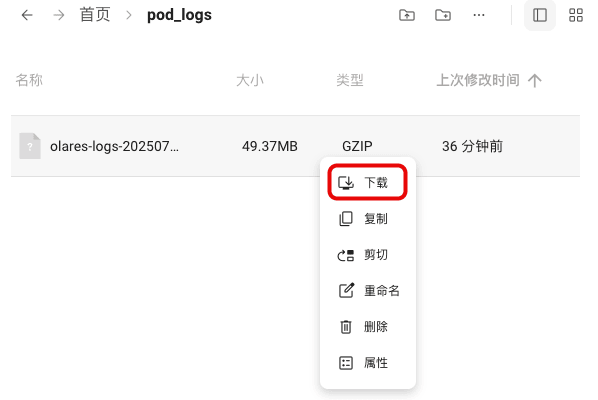 首页 pod_logs
名称 大小 类型 上次修改时间
olares-logs-202507... 49.37MB GZIP 36 分钟前
下载
复制
剪切
重命名
删除
属性